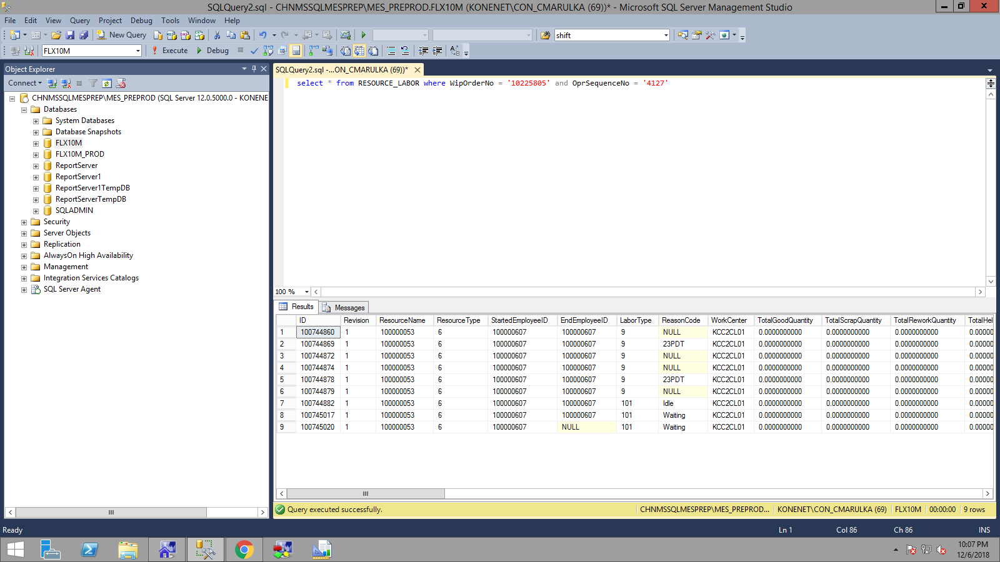 SQLQuery2.sql - CHNMSSQLMESPREP\MES_PREPROD.FLX10M (KONENET\CON_CMARULKA (69))* - Microsoft SQL Server Management Studio
File Edit View Query Project Debug Tools Window Help
New Query shift
FLX10M Execute Debug
Object Explorer
Connect
CHNMSSQLMESPREP\MES_PREPROD (SQL Server 12.0.5000.0 - KONENE
Databases
System Databases
Database Snapshots
FLX10M
FLX10M_PROD
ReportServer
ReportServer1
ReportServer1TempDB
ReportServerTempDB
SQLADMIN
Security
Server Objects
Replication
AlwaysOn High Availability
Management
Integration Services Catalogs
SQL Server Agent
SQLQuery2.sql -...ON_CMARULKA (69))*
select * from RESOURCE_LABOR where WipOrderNo = '10225805' and OprSequenceNo = '4127'
100 %
Results Messages
ID Revision ResourceName ResourceType StartedEmployeeID EndEmployeeID LaborType ReasonCode WorkCenter TotalGoodQuantity TotalScrapQuantity TotalReworkQuantity TotalHel
1 100744860 1 100000053 6 100000607 100000607 9 NULL KCC2CL01 0.0000000000 0.0000000000 0.0000000000 0.00000
2 100744869 1 100000053 6 100000607 100000607 9 23PDT KCC2CL01 0.0000000000 0.0000000000 0.0000000000 0.00000
3 100744872 1 100000053 6 100000607 100000607 9 NULL KCC2CL01 0.0000000000 0.0000000000 0.0000000000 0.00000
4 100744874 1 100000053 6 100000607 100000607 9 NULL KCC2CL01 0.0000000000 0.0000000000 0.0000000000 0.00000
5 100744878 1 100000053 6 100000607 100000607 9 23PDT KCC2CL01 0.0000000000 0.0000000000 0.0000000000 0.00000
6 100744879 1 100000053 6 100000607 100000607 9 NULL KCC2CL01 0.0000000000 0.0000000000 0.0000000000 0.00000
7 100744882 1 100000053 6 100000607 100000607 101 Idle KCC2CL01 0.0000000000 0.0000000000 0.0000000000 0.00000
8 100745017 1 100000053 6 100000607 100000607 101 Waiting KCC2CL01 0.0000000000 0.0000000000 0.0000000000 0.00000
9 100745020 1 100000053 6 100000607 NULL 101 Waiting KCC2CL01 0.0000000000 0.0000000000 0.0000000000 0.00000
Query executed successfully. CHNMSSQLMESPREP\MES_PREPROD... KONENET\CON_CMARULKA (69) FLX10M 00:00:00 9 rows
Ready Ln 1 Col 86 Ch 86 INS
10:07 PM
12/6/2018